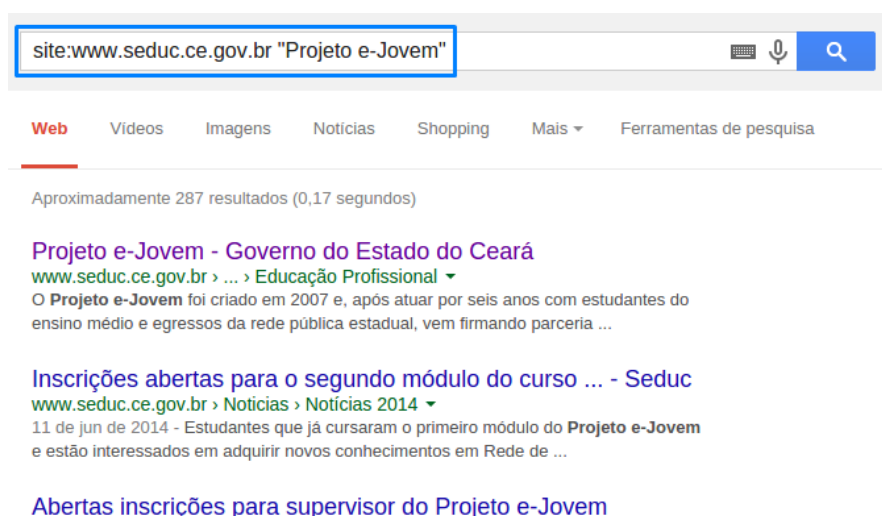 site:www.seduc.ce.gov.br "Projeto e-Jovem"
Web Vídeos Imagens Notícias Shopping Mais Ferramentas de pesquisa
Aproximadamente 287 resultados (0,17 segundos)
Projeto e-Jovem - Governo do Estado do Ceará
www.seduc.ce.gov.br › ... › Educação Profissional
O Projeto e-Jovem foi criado em 2007 e, após atuar por seis anos com estudantes do
ensino médio e egressos da rede pública estadual, vem firmando parceria ...
Inscrições abertas para o segundo módulo do curso ... - Seduc
www.seduc.ce.gov.br › Noticias › Notícias 2014
11 de jun de 2014 - Estudantes que já cursaram o primeiro módulo do Projeto e-Jovem
e estão interessados em adquirir novos conhecimentos em Rede de ...
Abertas inscrições para supervisor do Projeto e-Jovem